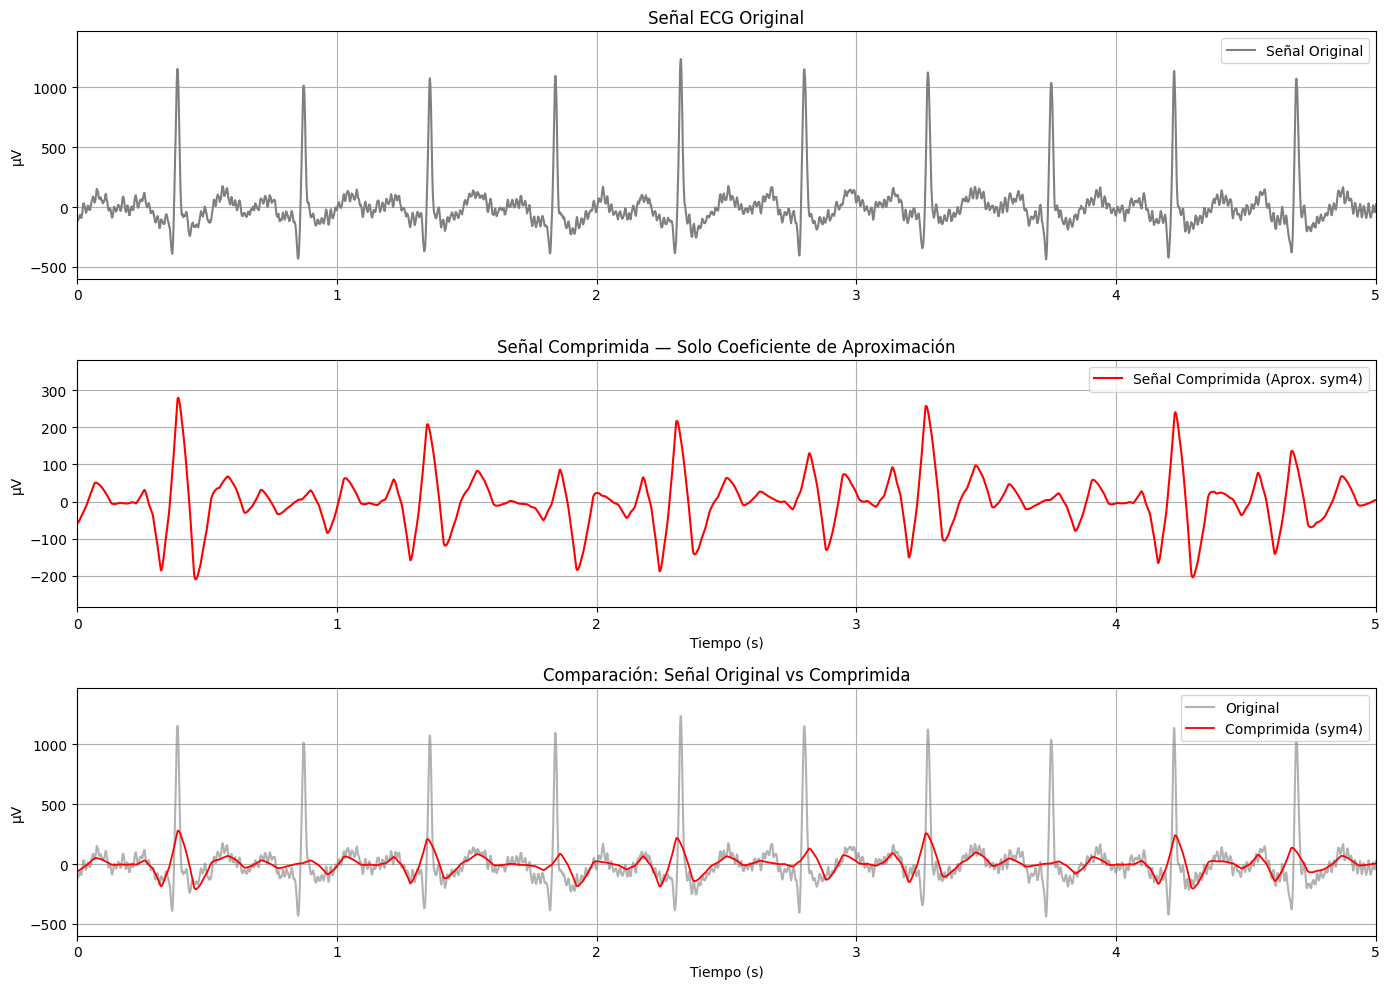 Señal ECG Original
Señal Original
1000
500
0
−500
µV
0 1 2 3 4 5
Señal Comprimida — Solo Coeficiente de Aproximación
Señal Comprimida (Aprox. sym4)
300
200
100
0
−100
−200
µV
0 1 2 3 4 5
Tiempo (s)
Comparación: Señal Original vs Comprimida
Original
Comprimida (sym4)
1000
500
0
−500
µV
0 1 2 3 4 5
Tiempo (s)